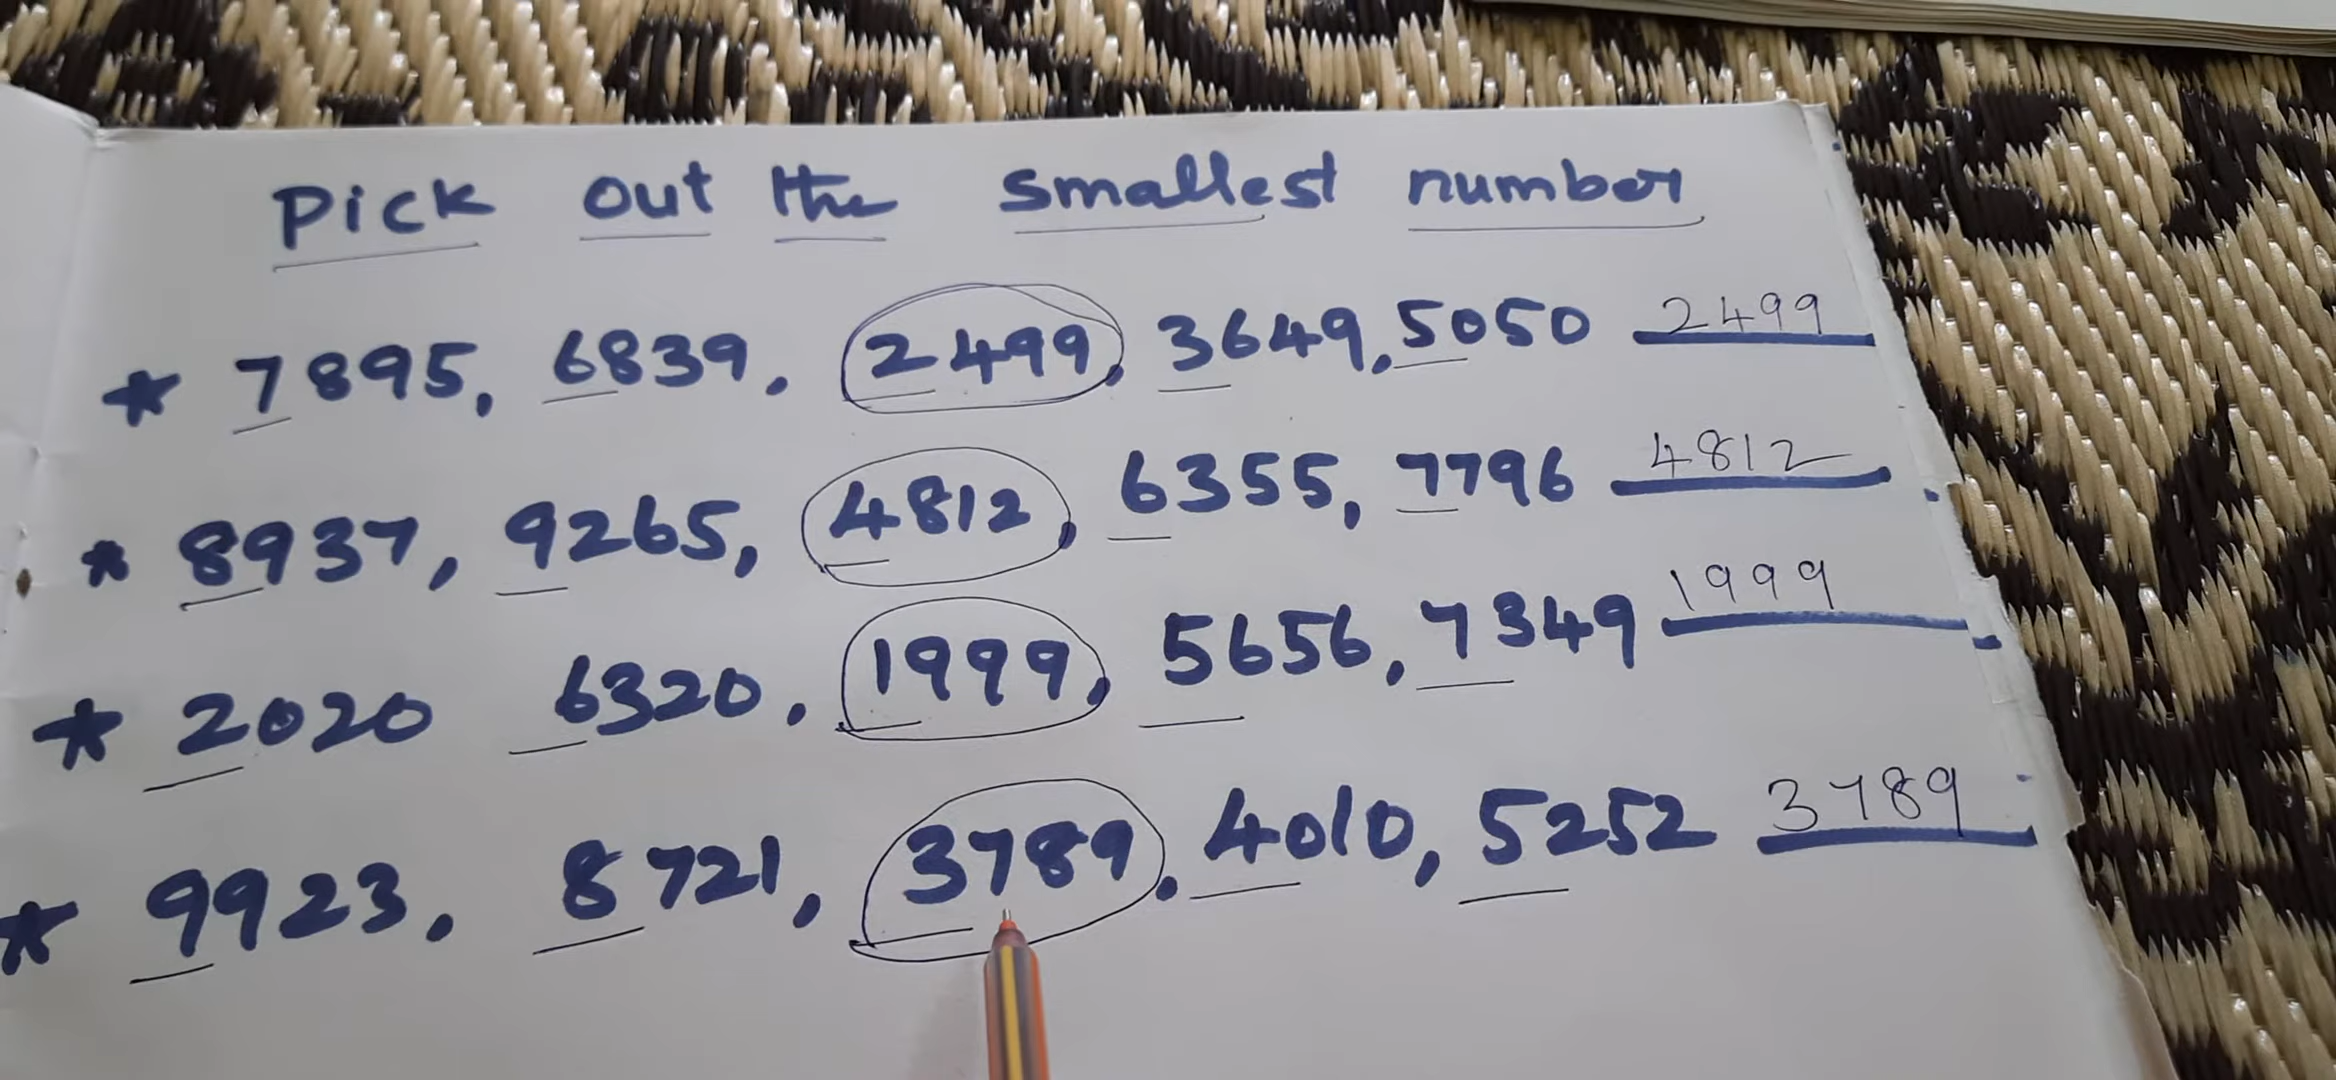 Pick out the smallest number
* 7895, 6839, 2499, 3649, 5050 2499
* 8937, 9265, 4812, 6355, 7796 4812
* 2020 6320, 1999, 5656, 7349 1999
* 9923, 8721, 3789, 4010, 5252 3789